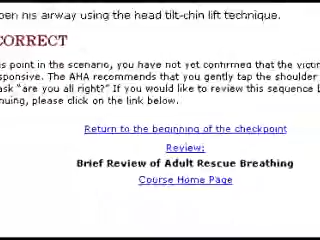 pen his airway using the head tilt-chin lift technique.
CORRECT
s point in the scenario, you have not yet confirmed that the victi
sponsive. The AHA recommends that you gently tap the shoulder
ask "are you all right?" If you would like to review this sequence
nuing, please click on the link below.
Return to the beginning of the checkpoint
Review:
Brief Review of Adult Rescue Breathing
Course Home Page